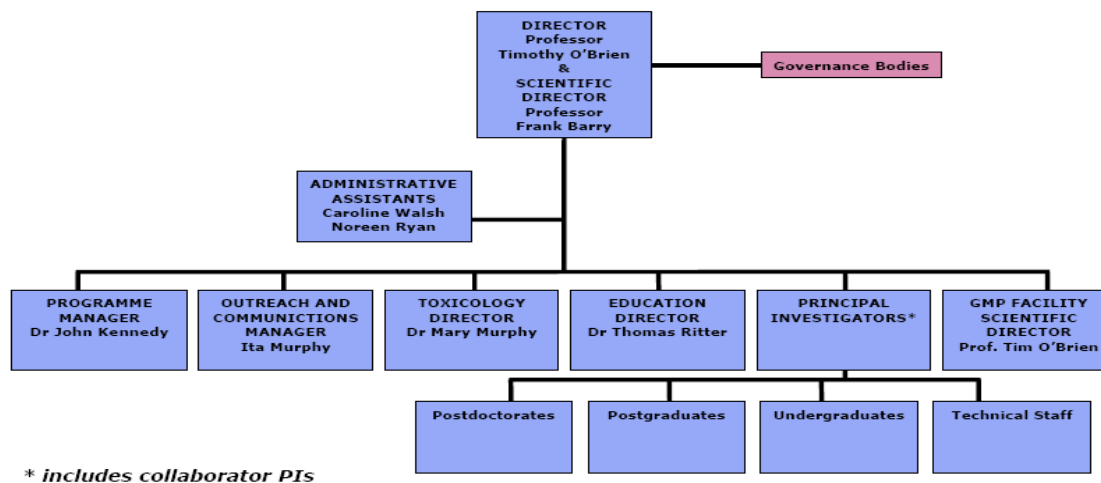 DIRECTOR
Professor
Timothy O'Brien
&
SCIENTIFIC
DIRECTOR
Professor
Frank Barry
Governance Bodies
ADMINISTRATIVE
ASSISTANTS
Caroline Walsh
Noreen Ryan
PROGRAMME
MANAGER
Dr John Kennedy
OUTREACH AND
COMMUNICTIONS
MANAGER
Ita Murphy
TOXICOLOGY
DIRECTOR
Dr Mary Murphy
EDUCATION
DIRECTOR
Dr Thomas Ritter
PRINCIPAL
INVESTIGATORS*
GMP FACILITY
SCIENTIFIC
DIRECTOR
Prof. Tim O'Brien
Postdoctorates
Postgraduates
Undergraduates
Technical Staff
* includes collaborator PIs